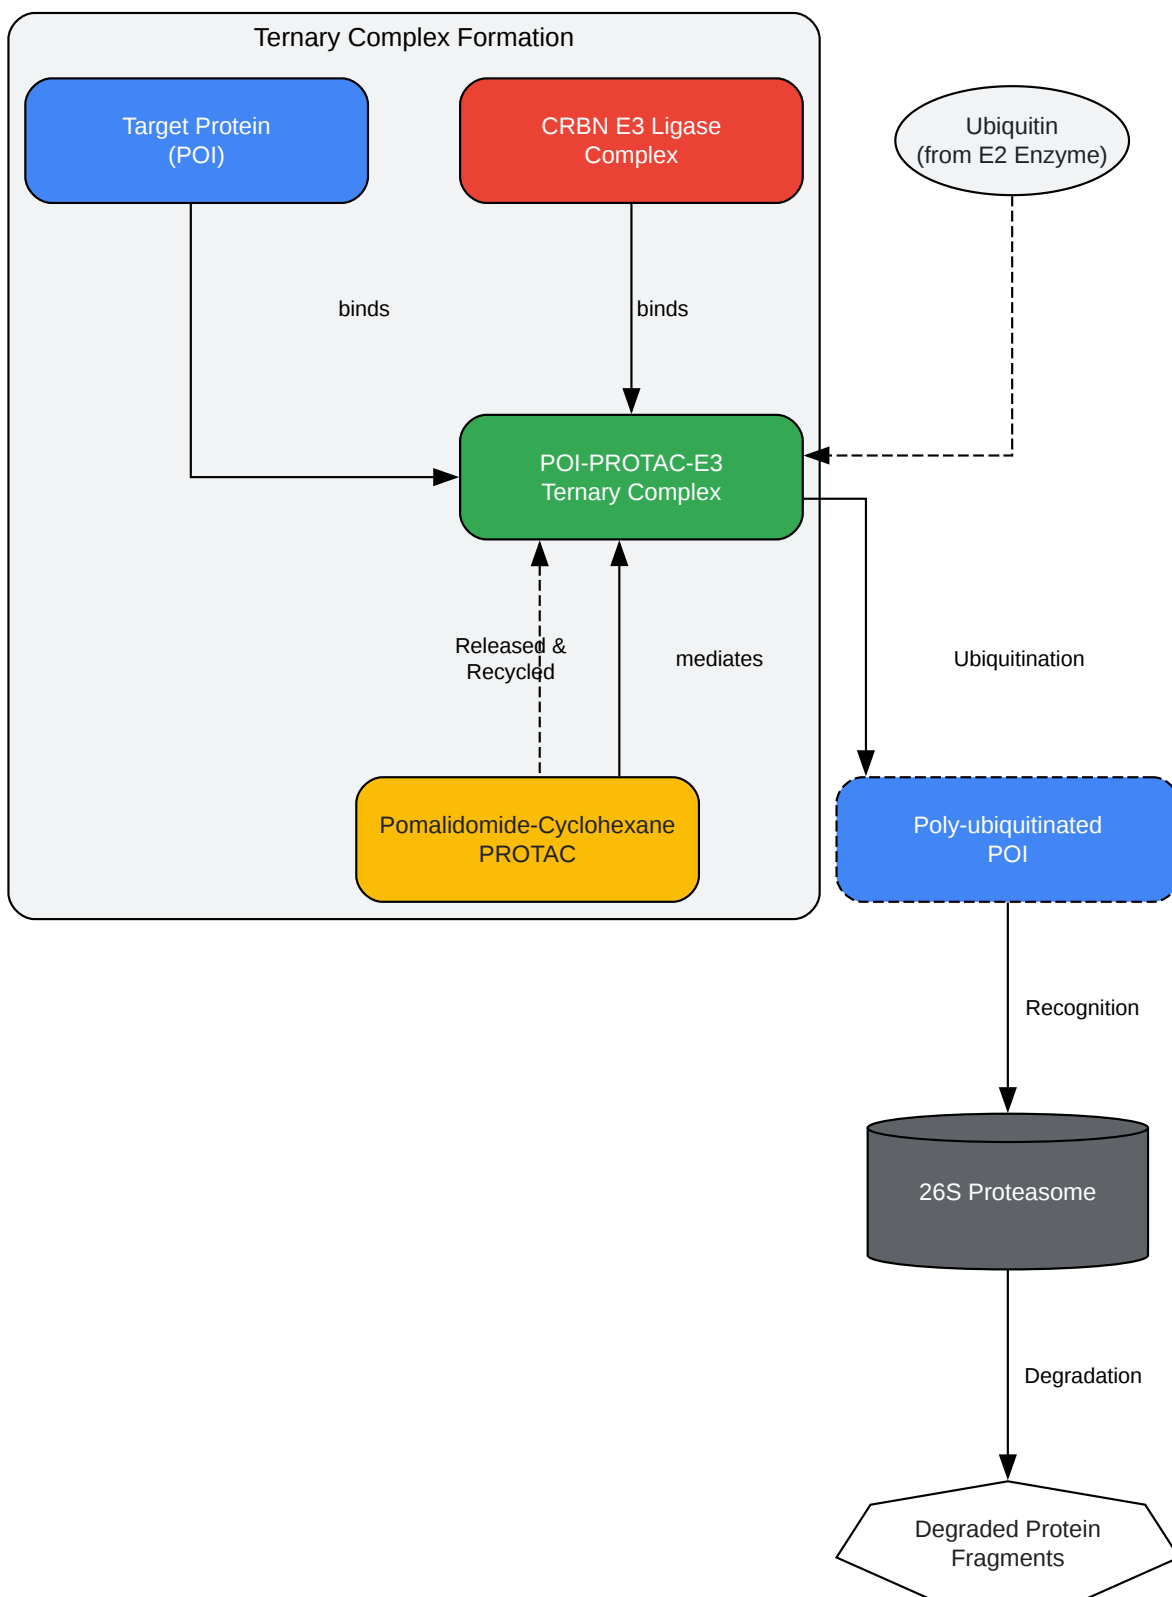 Ternary Complex Formation
Target Protein
(POI)
CRBN E3 Ligase
Complex
Ubiquitin
(from E2 Enzyme)
binds
binds
POI-PROTAC-E3
Ternary Complex
Released &
Recycled
mediates
Ubiquitination
Pomalidomide-Cyclohexane
PROTAC
Poly-ubiquitinated
POI
Recognition
26S Proteasome
Degradation
Degraded Protein
Fragments